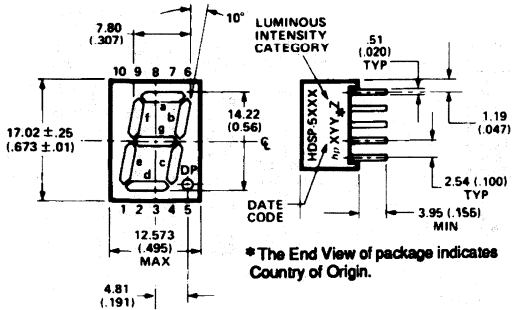 7.80
(.307)
10°
LUMINOUS
INTENSITY
CATEGORY
.51
(.020)
TYP
10 9 8 7 6
a
f b
g
e c
d
DP
17.02 ±.25
(.673 ±.01)
14.22
(0.56)
℄
HDSP-5XXX
hp XYY * Z
1.19
(.047)
2.54 (.100)
TYP
DATE
CODE
3.95 (.156)
MIN
1 2 3 4 5
12.573
(.495)
MAX
4.81
(.191)
* The End View of package indicates
Country of Origin.